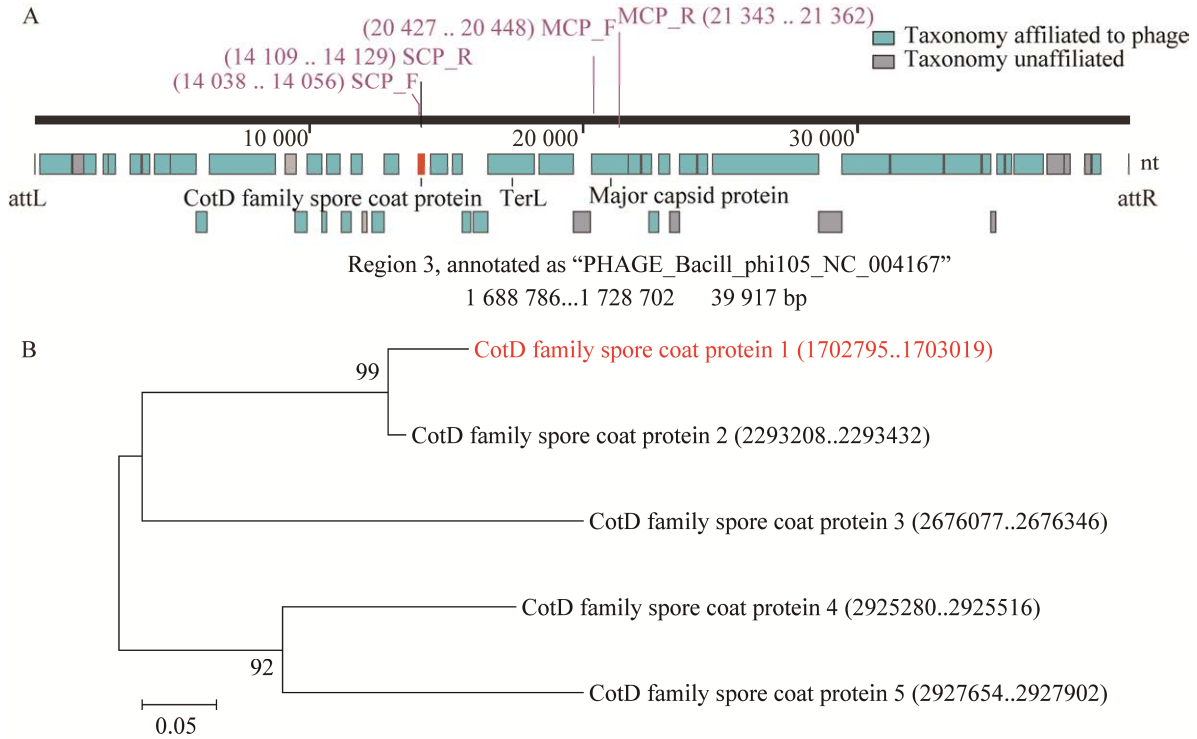 A
(20 427 .. 20 448) MCP_F
MCP_R (21 343 .. 21 362)
(14 109 .. 14 129) SCP_R
(14 038 .. 14 056) SCP_F
Taxonomy affiliated to phage
Taxonomy unaffiliated
10 000
20 000
30 000
nt
attL
CotD family spore coat protein
TerL
Major capsid protein
attR
Region 3, annotated as “PHAGE_Bacill_phi105_NC_004167”
1 688 786...1 728 702 39 917 bp
B
CotD family spore coat protein 1 (1702795..1703019)
99
CotD family spore coat protein 2 (2293208..2293432)
CotD family spore coat protein 3 (2676077..2676346)
CotD family spore coat protein 4 (2925280..2925516)
92
CotD family spore coat protein 5 (2927654..2927902)
0.05